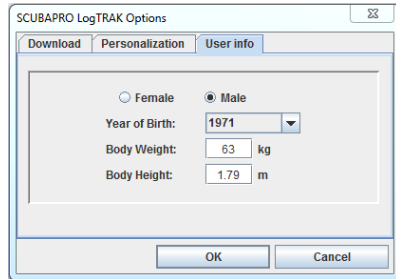 SCUBAPRO LogTRAK Options
Download Personalization User info
Female Male
Year of Birth: 1971
Body Weight: 63 kg
Body Height: 1.79 m
OK Cancel